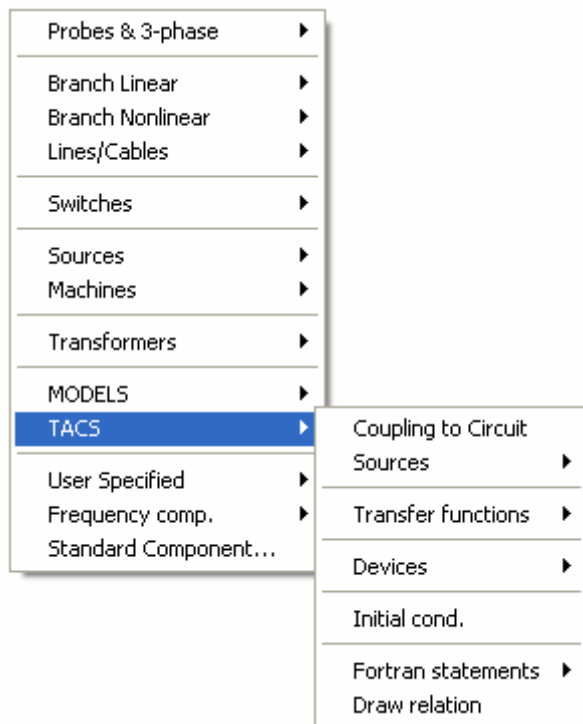 Probes & 3-phase
Branch Linear
Branch Nonlinear
Lines/Cables
Switches
Sources
Machines
Transformers
MODELS
TACS
User Specified
Frequency comp.
Standard Component...
Coupling to Circuit
Sources
Transfer functions
Devices
Initial cond.
Fortran statements
Draw relation